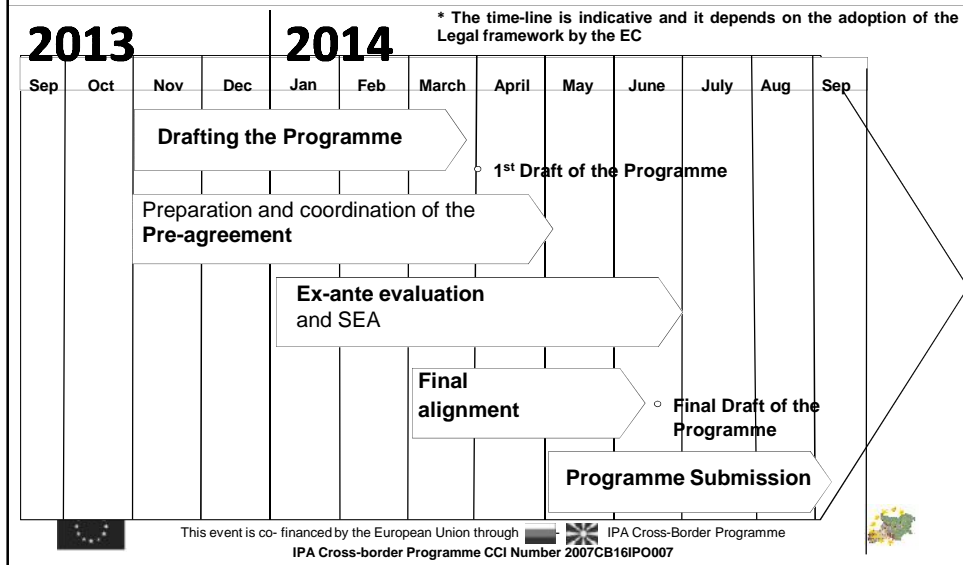 * The time-line is indicative and it depends on the adoption of the
Legal framework by the EC
2013 2014
Sep Oct Nov Dec Jan Feb March April May June July Aug Sep
Drafting the Programme
1st Draft of the Programme
Preparation and coordination of the
Pre-agreement
Ex-ante evaluation
and SEA
Final
alignment
Final Draft of the
Programme
Programme Submission
This event is co- financed by the European Union through - IPA Cross-Border Programme
IPA Cross-border Programme CCI Number 2007CB16IPO007